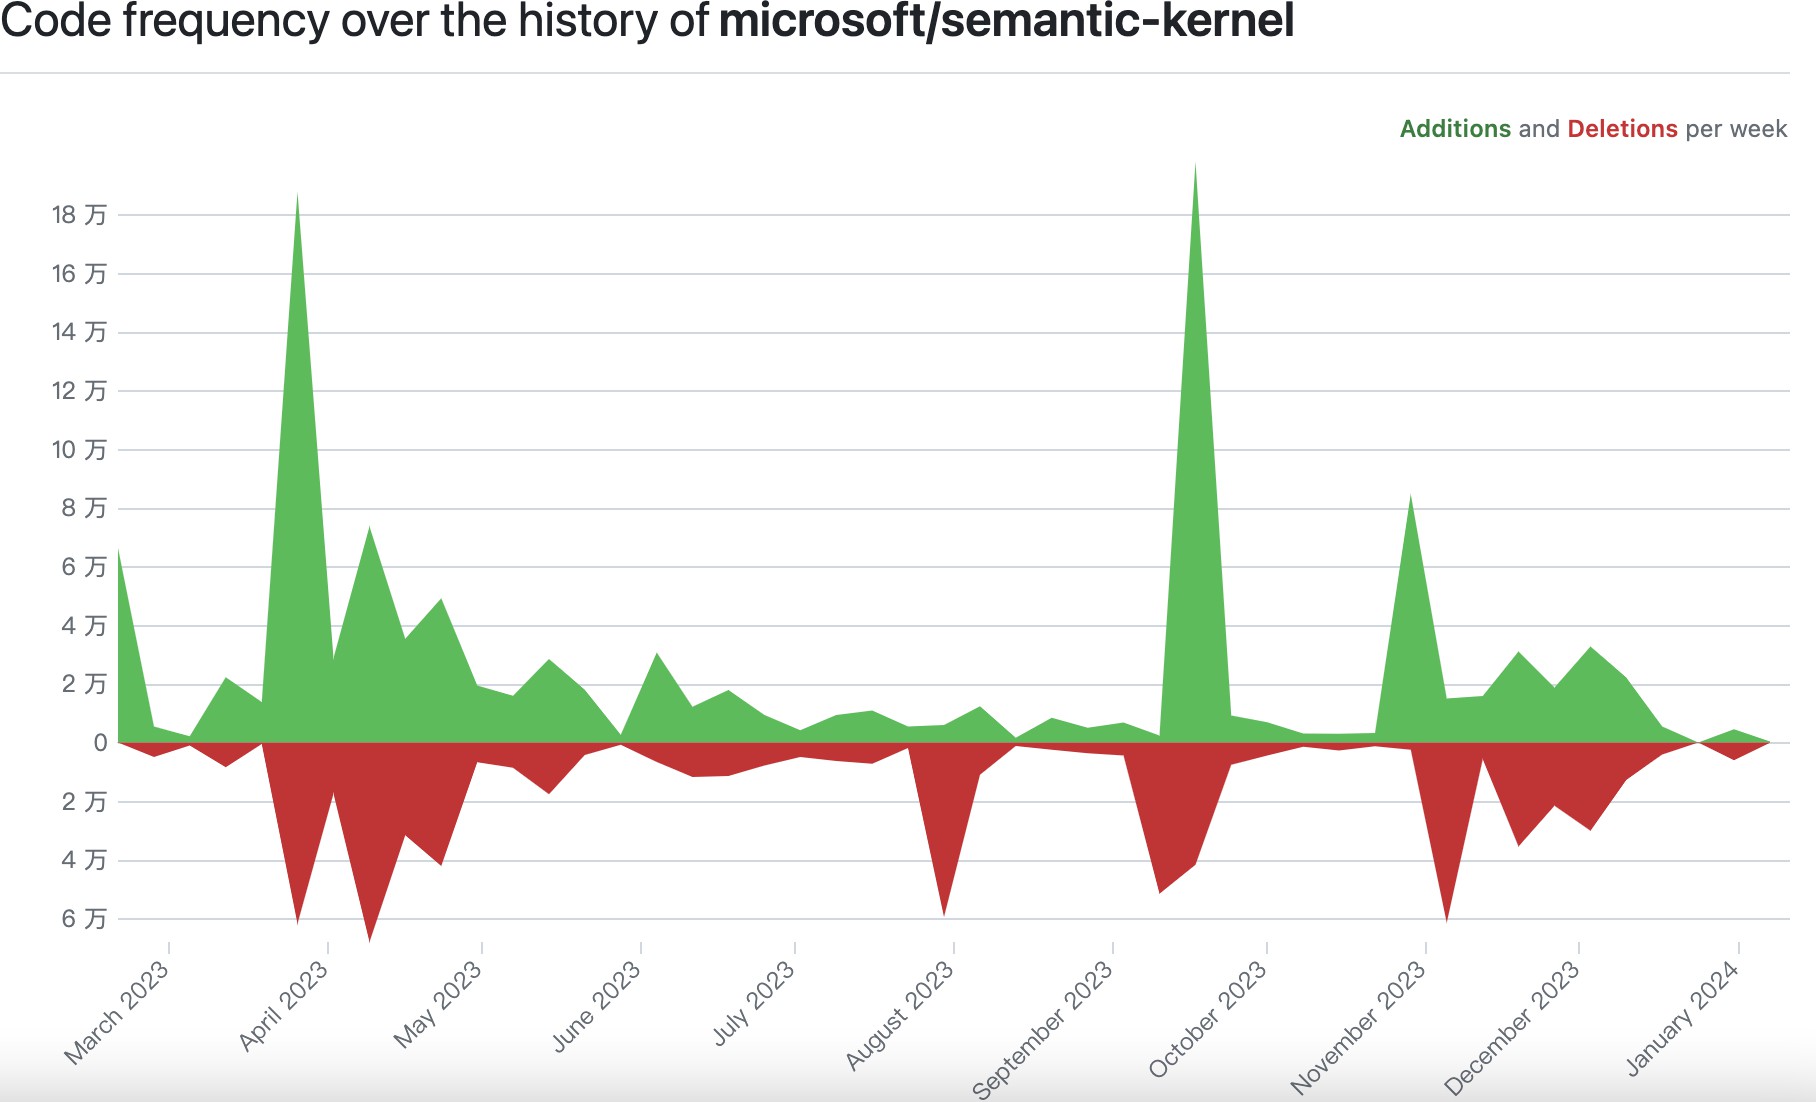 Code frequency over the history of microsoft/semantic-kernel
Additions and Deletions per week
18 万
16 万
14 万
12 万
10 万
8 万
6 万
4 万
2 万
0
2 万
4 万
6 万
March 2023
April 2023
May 2023
June 2023
July 2023
August 2023
September 2023
October 2023
November 2023
December 2023
January 2024